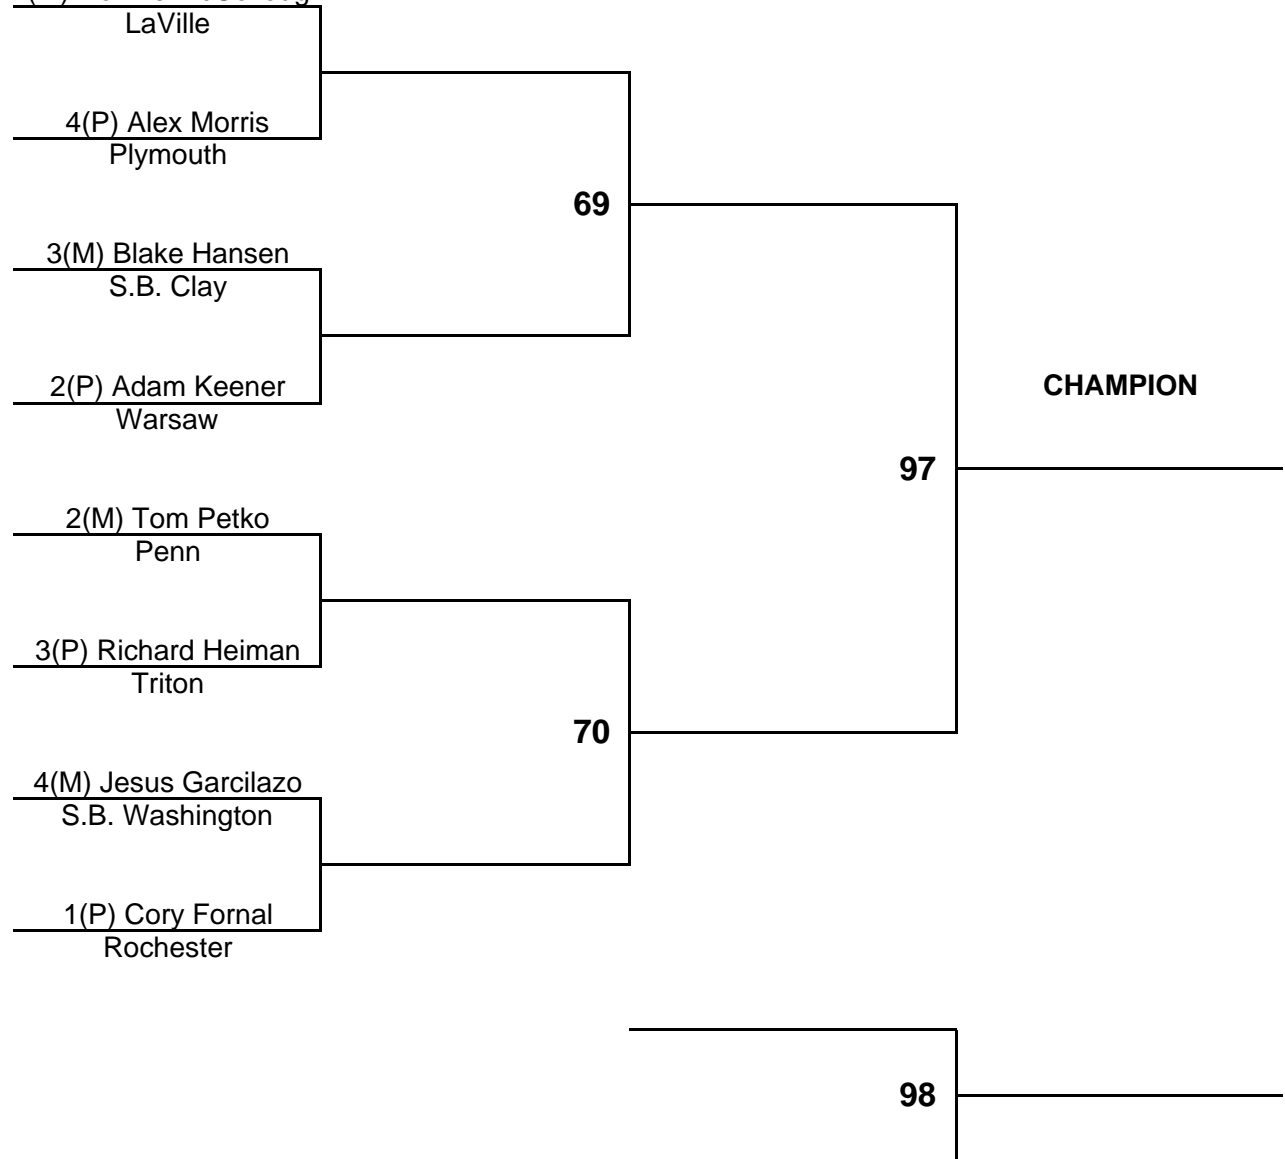 LaVille
4(P) Alex Morris
Plymouth
69
3(M) Blake Hansen
S.B. Clay
2(P) Adam Keener
Warsaw
CHAMPION
97
2(M) Tom Petko
Penn
3(P) Richard Heiman
Triton
70
4(M) Jesus Garcilazo
S.B. Washington
1(P) Cory Fornal
Rochester
98